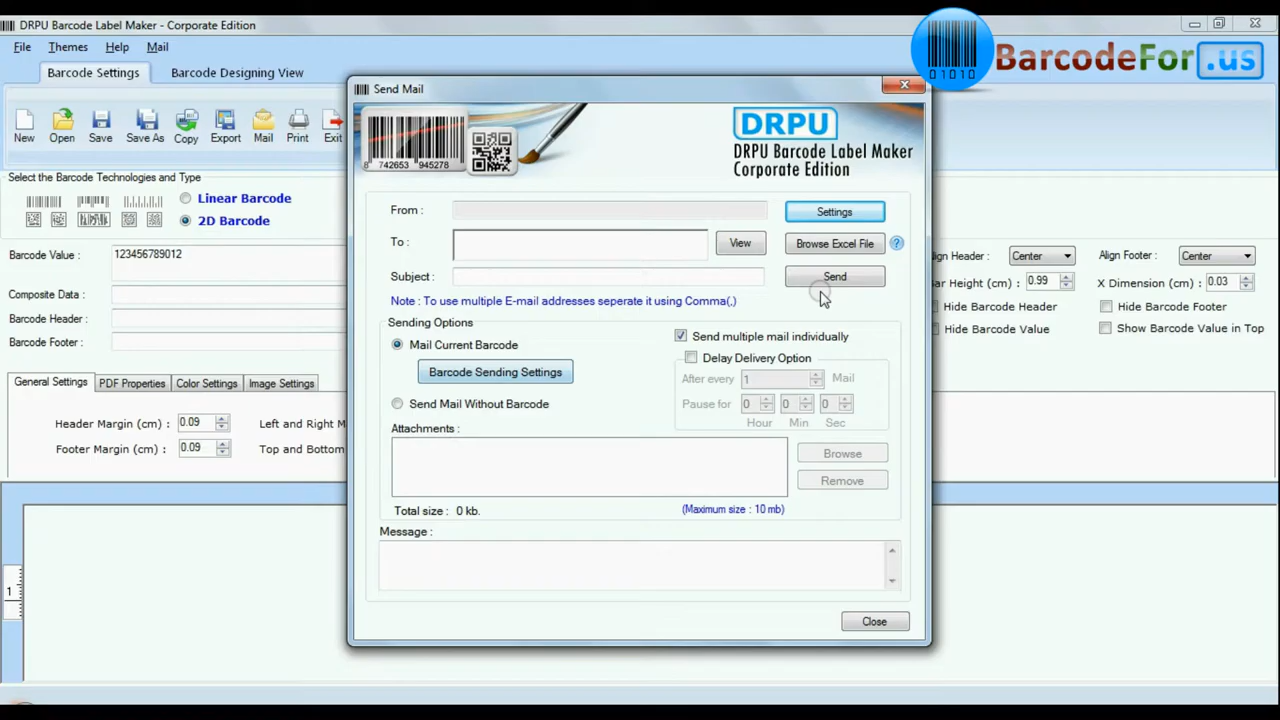 DRPU Barcode Label Maker - Corporate Edition
BarcodeFor.us
01010
File Themes Help Mail
Barcode Settings Barcode Designing View
New Open Save Save As Copy Export Mail Print Exit
Select the Barcode Technologies and Type
Linear Barcode
2D Barcode
Barcode Value : 123456789012
Composite Data :
Barcode Header :
Barcode Footer :
General Settings PDF Properties Color Settings Image Settings
Header Margin (cm) : 0.09 Left and Right M
Footer Margin (cm) : 0.09 Top and Bottom
1
Send Mail
8 742653 945278
DRPU
DRPU Barcode Label Maker
Corporate Edition
From : Settings
To : View Browse Excel File ?
Subject : Send
Note : To use multiple E-mail addresses seperate it using Comma(,)
Sending Options
Mail Current Barcode
Barcode Sending Settings
Send Mail Without Barcode
Send multiple mail individually
Delay Delivery Option
After every 1 Mail
Pause for 0 0 0
Hour Min Sec
Attachments :
Browse
Remove
Total size : 0 kb. (Maximum size : 10 mb)
Message :
Close
Align Header : Center Align Footer : Center
ar Height (cm) : 0.99 X Dimension (cm) : 0.03
Hide Barcode Header Hide Barcode Footer
Hide Barcode Value Show Barcode Value in Top